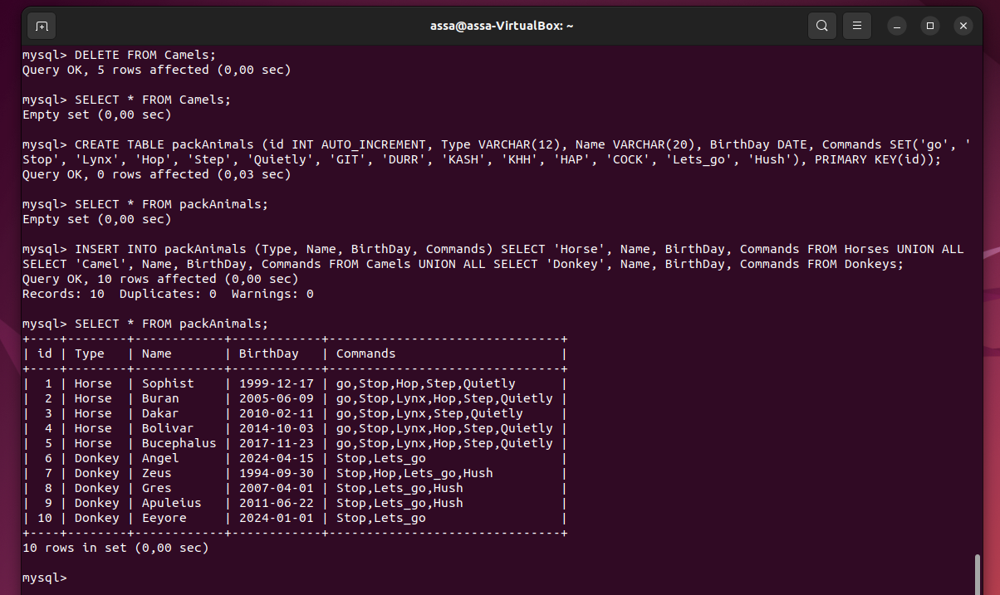 assa@assa-VirtualBox: ~
mysql> DELETE FROM Camels;
Query OK, 5 rows affected (0,00 sec)
mysql> SELECT * FROM Camels;
Empty set (0,00 sec)
mysql> CREATE TABLE packAnimals (id INT AUTO_INCREMENT, Type VARCHAR(12), Name VARCHAR(20), BirthDay DATE, Commands SET('go', '
Stop', 'Lynx', 'Hop', 'Step', 'Quietly', 'GIT', 'DURR', 'KASH', 'KHH', 'HAP', 'COCK', 'Lets_go', 'Hush'), PRIMARY KEY(id));
Query OK, 0 rows affected (0,03 sec)
mysql> SELECT * FROM packAnimals;
Empty set (0,00 sec)
mysql> INSERT INTO packAnimals (Type, Name, BirthDay, Commands) SELECT 'Horse', Name, BirthDay, Commands FROM Horses UNION ALL
SELECT 'Camel', Name, BirthDay, Commands FROM Camels UNION ALL SELECT 'Donkey', Name, BirthDay, Commands FROM Donkeys;
Query OK, 10 rows affected (0,00 sec)
Records: 10  Duplicates: 0  Warnings: 0
mysql> SELECT * FROM packAnimals;
+----+--------+------------+------------+-------------------------------+
| id | Type   | Name       | BirthDay   | Commands                      |
+----+--------+------------+------------+-------------------------------+
|  1 | Horse  | Sophist    | 1999-12-17 | go,Stop,Hop,Step,Quietly      |
|  2 | Horse  | Buran      | 2005-06-09 | go,Stop,Lynx,Hop,Step,Quietly |
|  3 | Horse  | Dakar      | 2010-02-11 | go,Stop,Lynx,Step,Quietly     |
|  4 | Horse  | Bolivar    | 2014-10-03 | go,Stop,Lynx,Hop,Step,Quietly |
|  5 | Horse  | Bucephalus | 2017-11-23 | go,Stop,Lynx,Hop,Step,Quietly |
|  6 | Donkey | Angel      | 2024-04-15 | Stop,Lets_go                  |
|  7 | Donkey | Zeus       | 1994-09-30 | Stop,Hop,Lets_go,Hush         |
|  8 | Donkey | Gres       | 2007-04-01 | Stop,Lets_go,Hush             |
|  9 | Donkey | Apuleius   | 2011-06-22 | Stop,Lets_go,Hush             |
| 10 | Donkey | Eeyore     | 2024-01-01 | Stop,Lets_go                  |
+----+--------+------------+------------+-------------------------------+
10 rows in set (0,00 sec)
mysql>